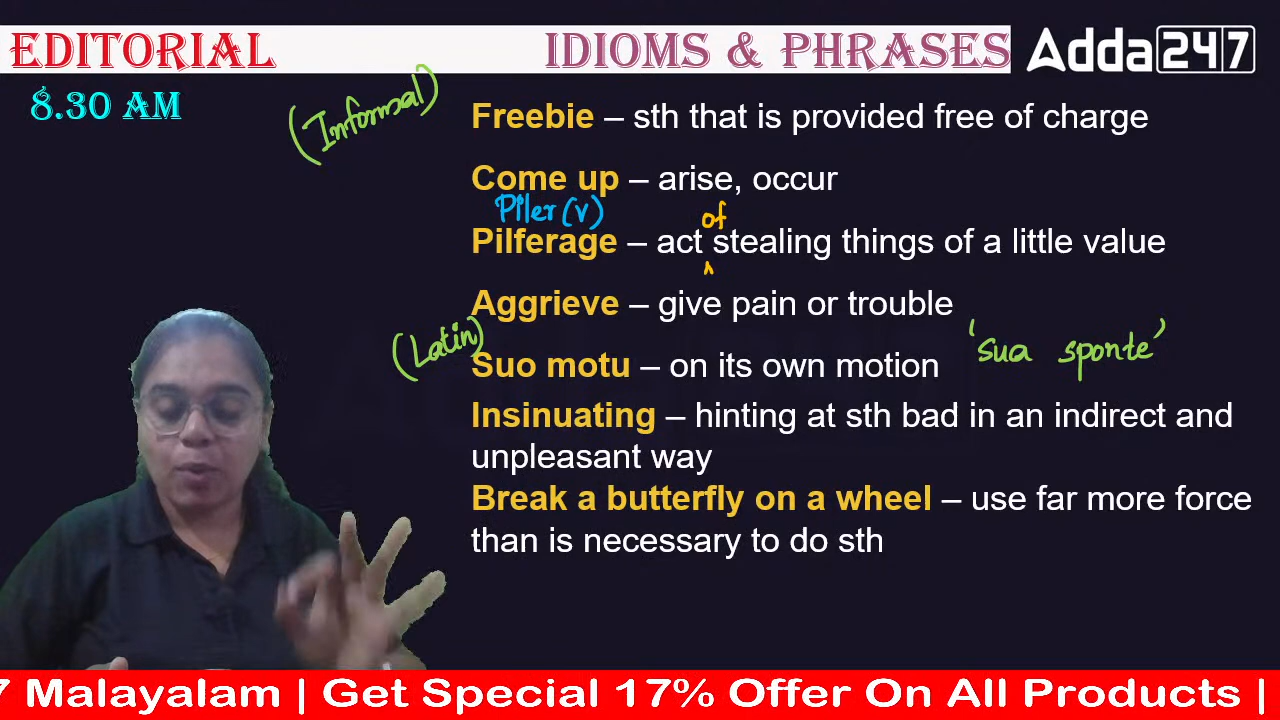 EDITORIAL
IDIOMS & PHRASES
Adda247
8.30 AM
(Informal)
Freebie – sth that is provided free of charge
Come up – arise, occur
Piler (v)
of
Pilferage – act ^ stealing things of a little value
Aggrieve – give pain or trouble
(Latin)
'sua sponte'
Suo motu – on its own motion
Insinuating – hinting at sth bad in an indirect and
unpleasant way
Break a butterfly on a wheel – use far more force
than is necessary to do sth
7 Malayalam | Get Special 17% Offer On All Products |